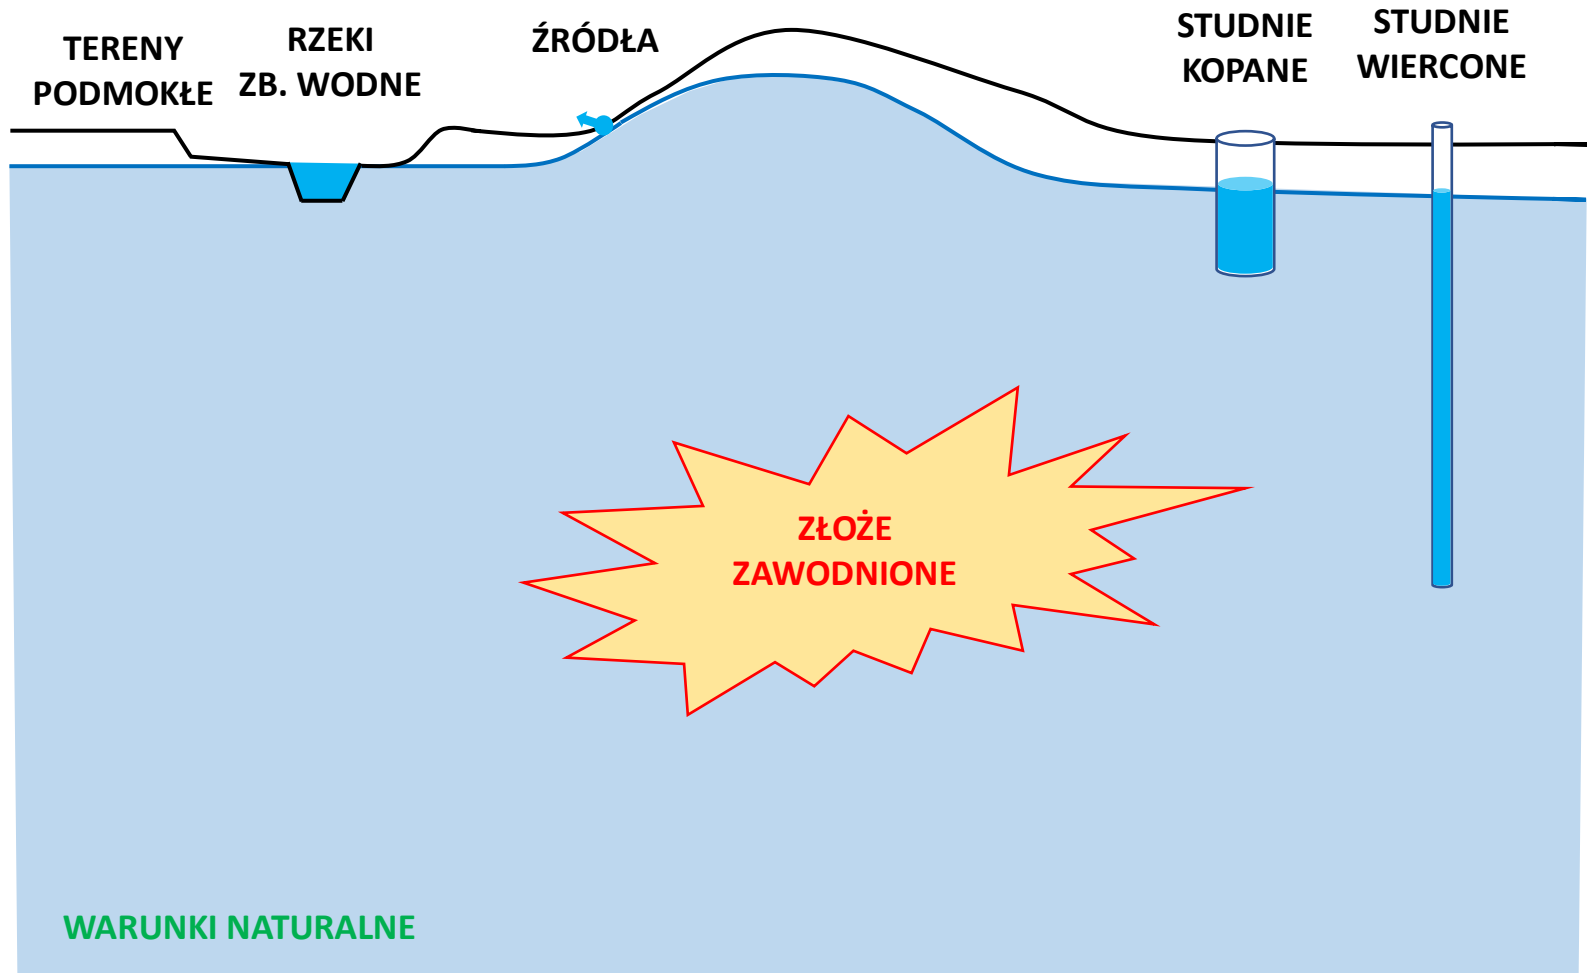 TERENY
PODMOKŁE
RZEKI
ZB. WODNE
ŹRÓDŁA
STUDNIE
KOPANE
STUDNIE
WIERCONE
ZŁOŻE
ZAWODNIONE
WARUNKI NATURALNE